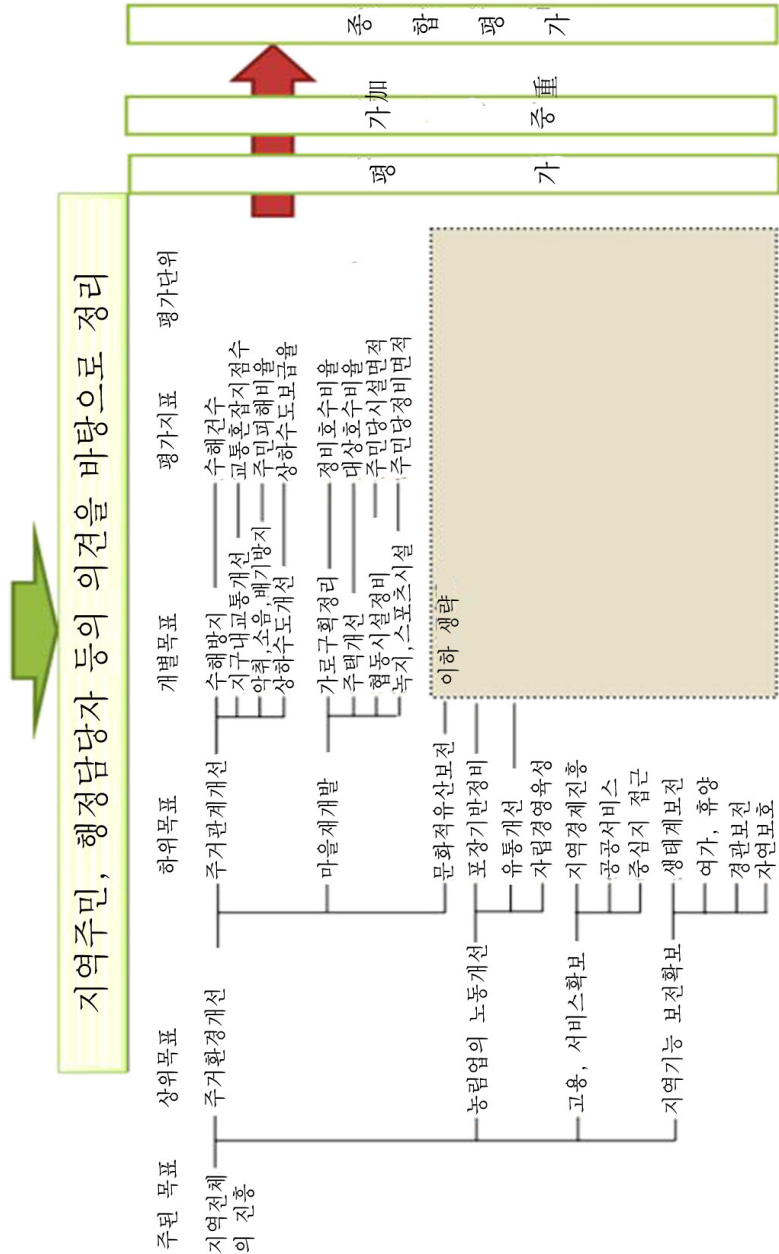 지역주민, 행정담당자 등의 의견을 바탕으로 정리
주된 목표
상위목표
하위목표
개별목표
평가지표
평가단위
지역전체
의 진흥
주거환경개선
농림업의 노동개선
고용, 서비스확보
지역기능 보전확보
주거관계개선
마을재개발
문화적유산보전
포장기반정비
유통개선
자립경영육성
지역경제진흥
공공서비스
중심지 접근
생태계보전
여가, 휴양
경관보전
자연보호
수해방지
지구내교통개선
악취,소음,배기방지
상하수도개선
가로구획정리
주택개선
협동시설정비
녹지,스포츠시설
이하 생략
수해건수
교통혼잡지점수
주민피해비율
상하수도보급율
정비호수비율
대상호수비율
주민당시설면적
주민당정비면적
평 가
가加 중重
종 합 평 가